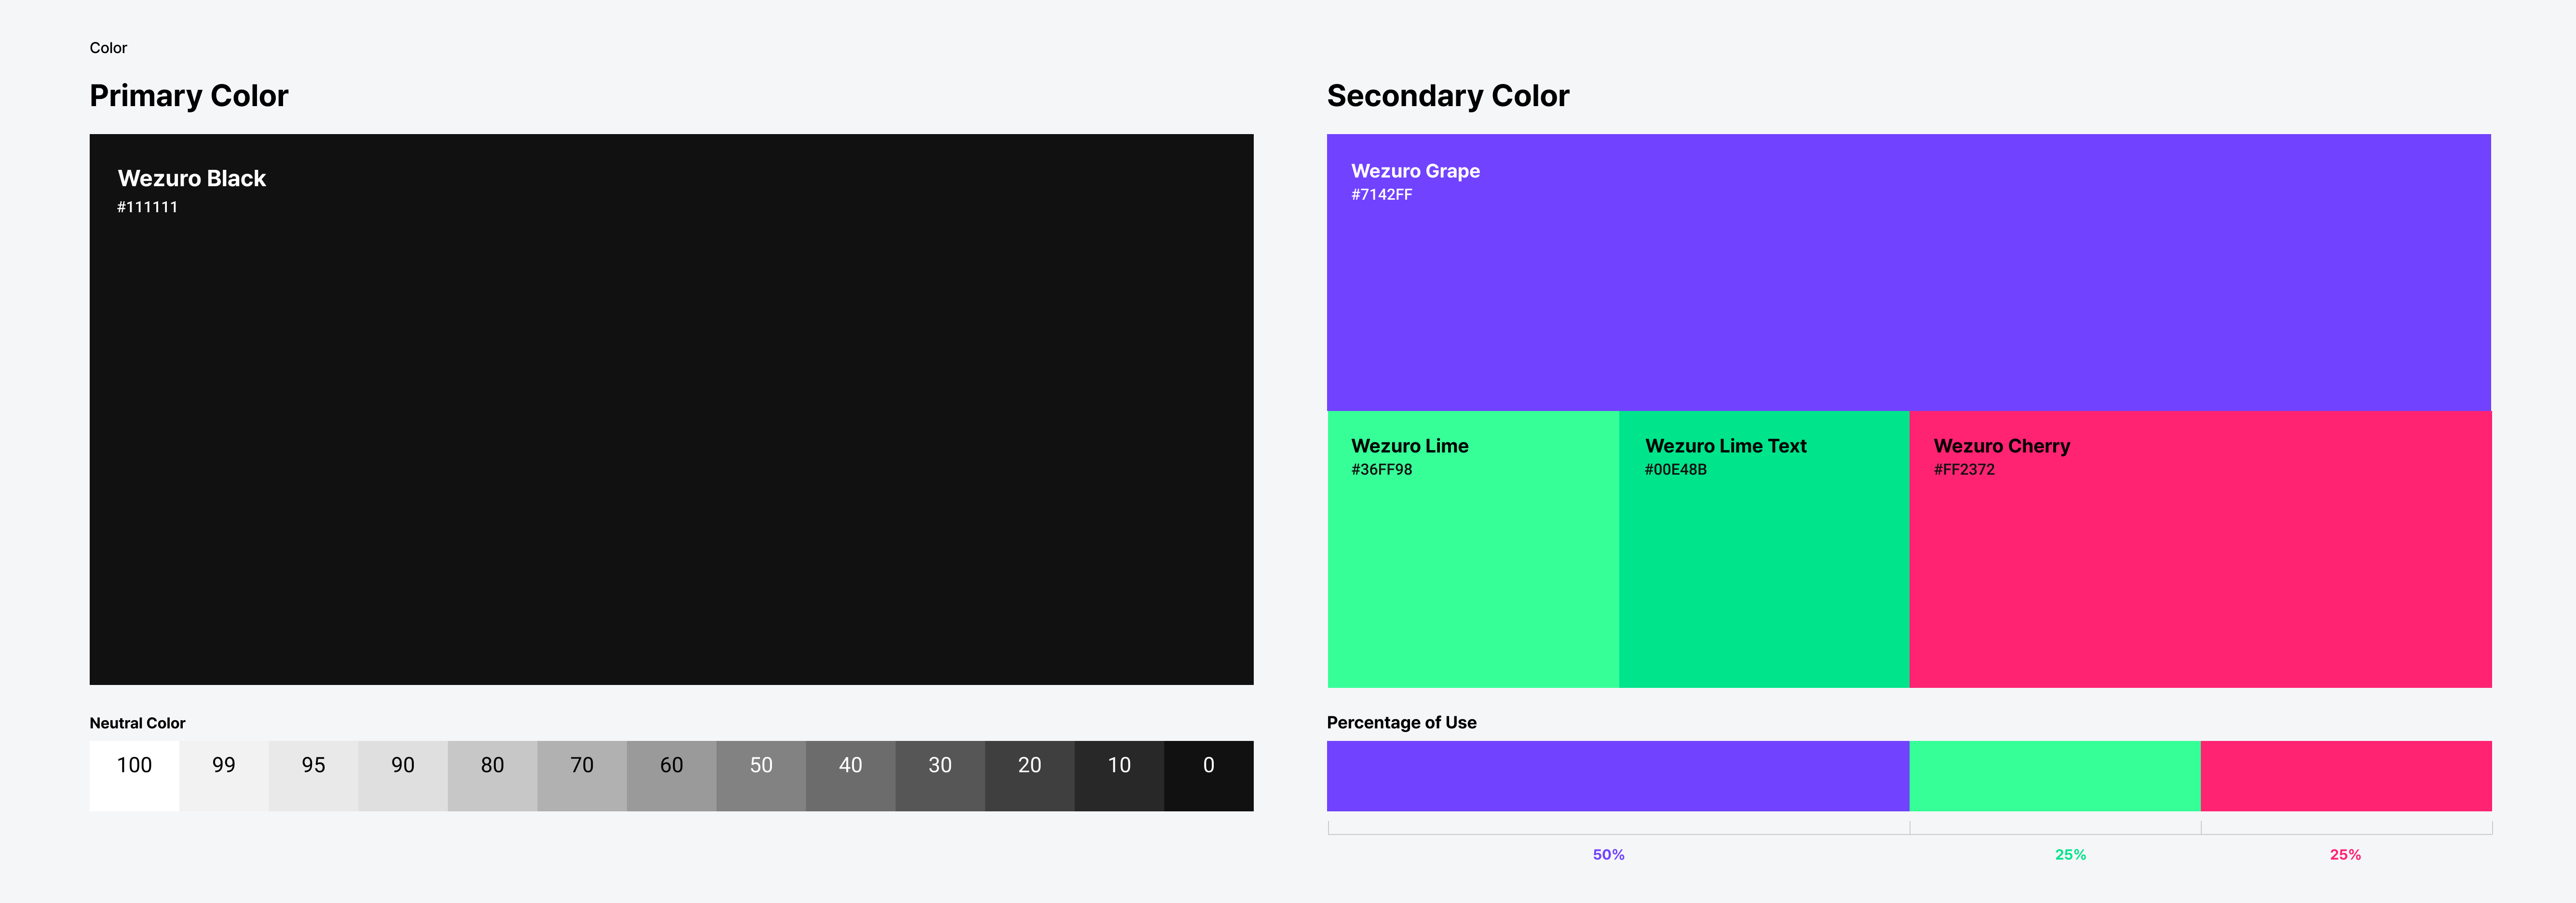 Color
Primary Color
Wezuro Black
#111111
Neutral Color
100 99 95 90 80 70 60 50 40 30 20 10 0
Secondary Color
Wezuro Grape
#7142FF
Wezuro Lime
#36FF98
Wezuro Lime Text
#00E48B
Wezuro Cherry
#FF2372
Percentage of Use
50% 25% 25%